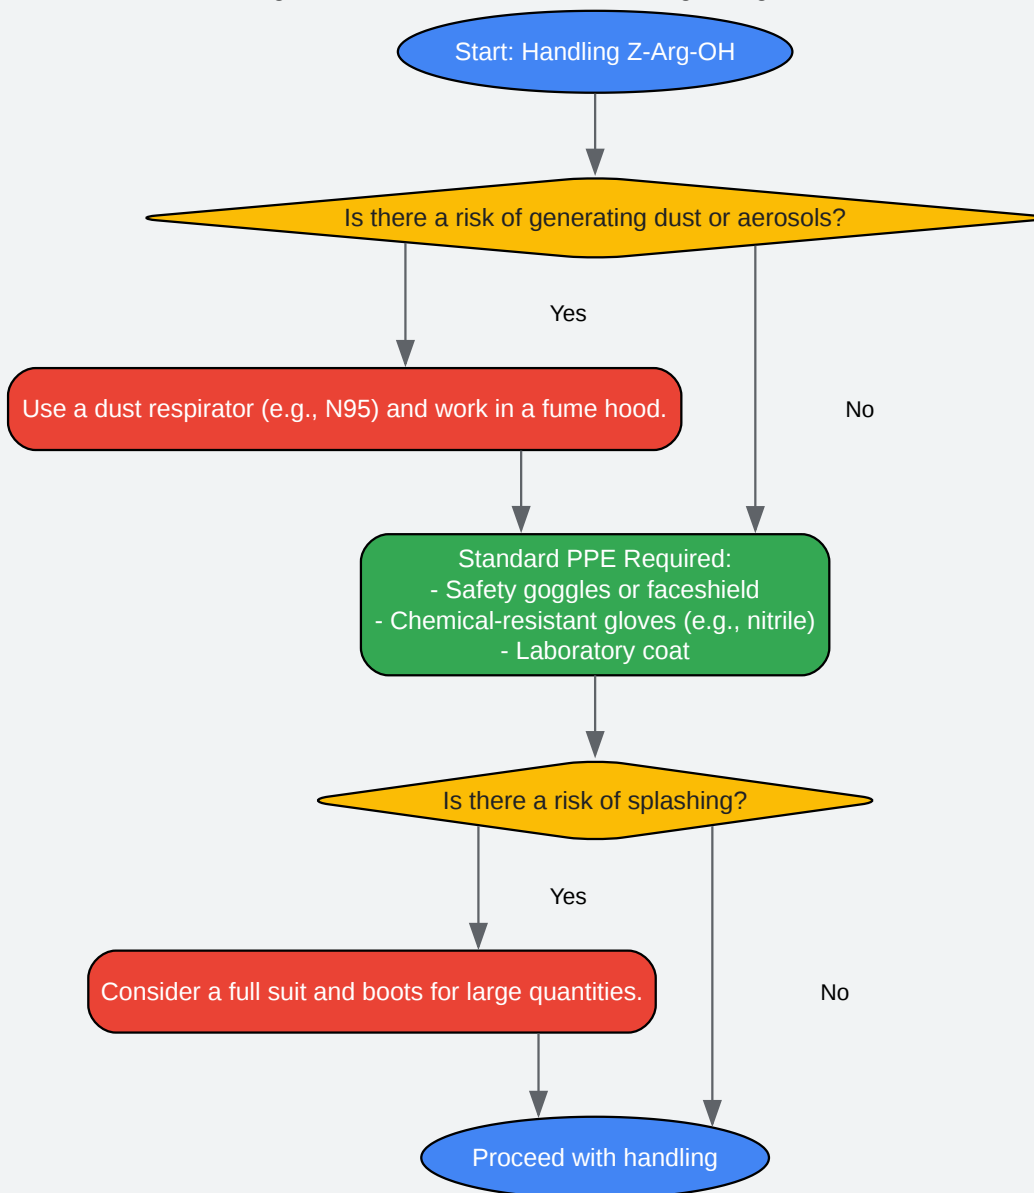 Start: Handling Z-Arg-OH
Is there a risk of generating dust or aerosols?
Yes
Use a dust respirator (e.g., N95) and work in a fume hood.
No
Standard PPE Required:
- Safety goggles or faceshield
- Chemical-resistant gloves (e.g., nitrile)
- Laboratory coat
Is there a risk of splashing?
Yes
Consider a full suit and boots for large quantities.
No
Proceed with handling